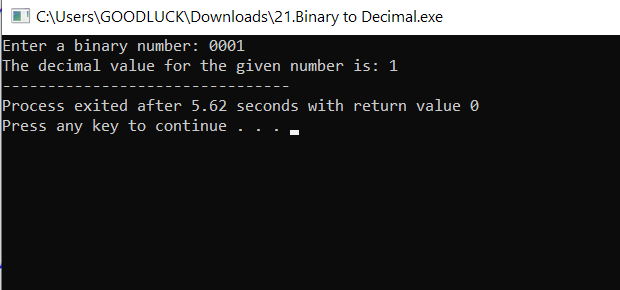 C:\Users\GOODLUCK\Downloads\21.Binary to Decimal.exe
Enter a binary number: 0001
The decimal value for the given number is: 1
--------------------------------
Process exited after 5.62 seconds with return value 0
Press any key to continue . . .